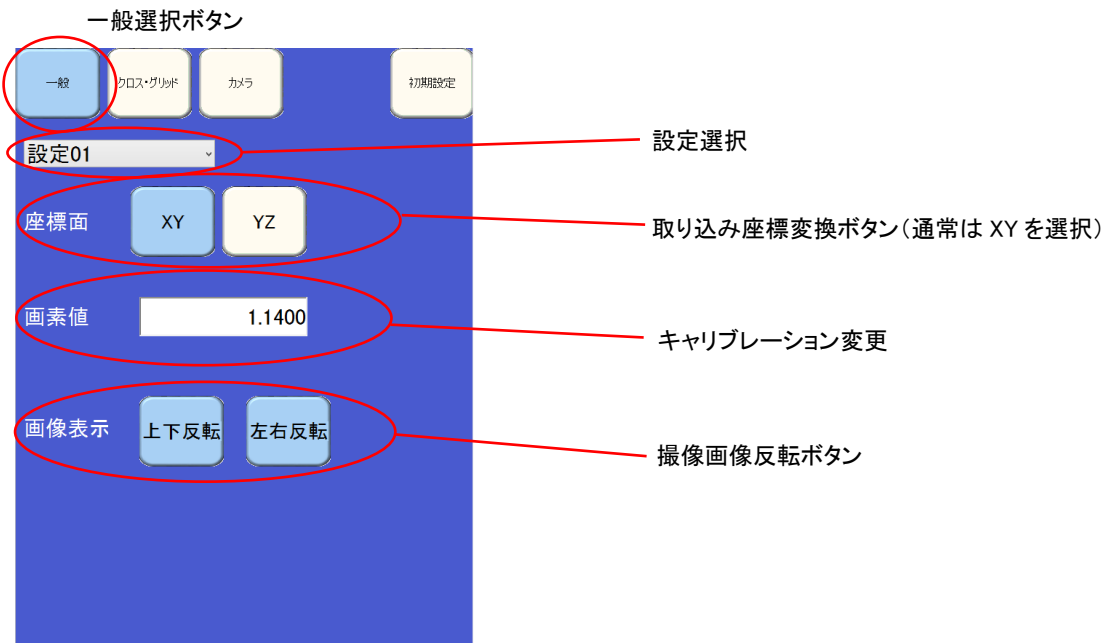 一般選択ボタン
一般 クロス・グリッド カメラ 初期設定
設定01
設定選択
座標面 XY YZ
取り込み座標変換ボタン（通常は XY を選択）
画素値 1.1400
キャリブレーション変更
画像表示 上下反転 左右反転
撮像画像反転ボタン